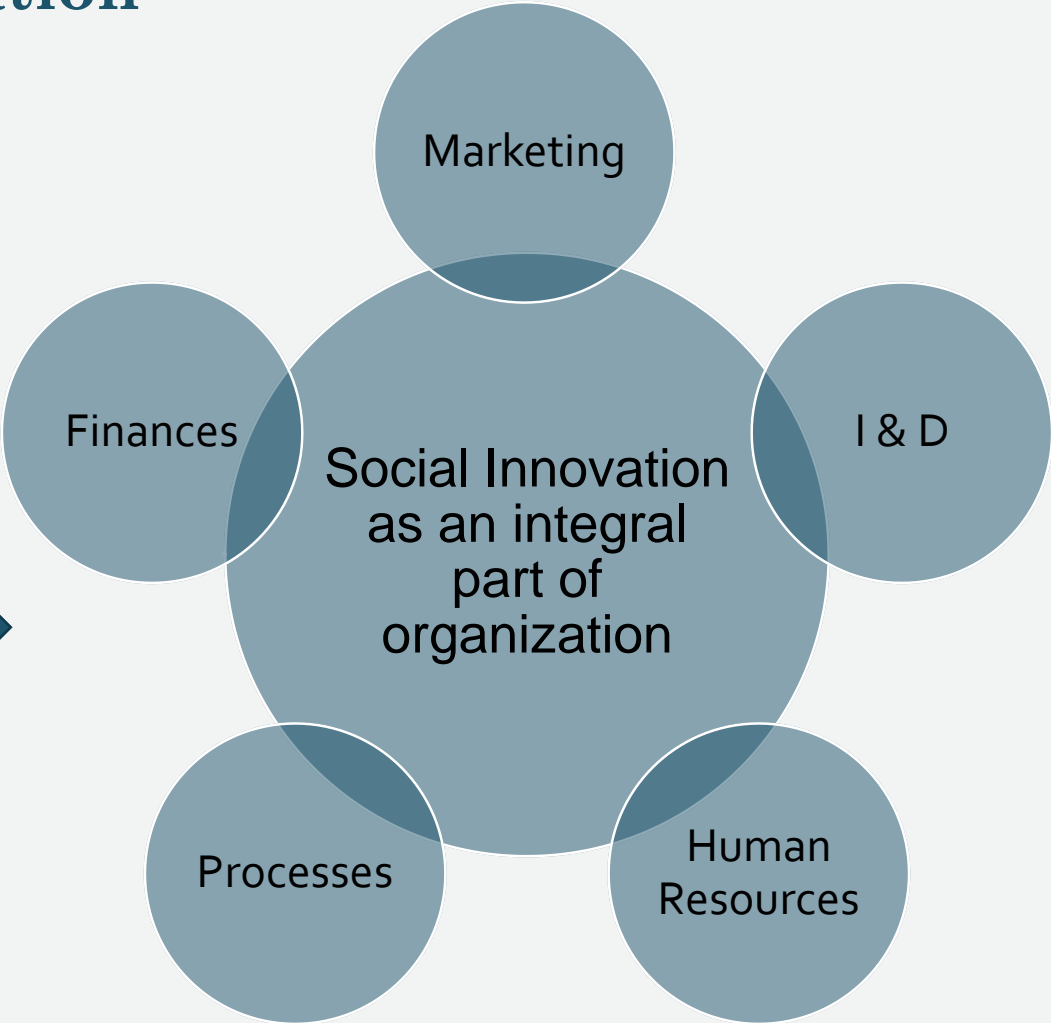 Marketing
Finances
I & D
Social Innovation
as an integral
part of
organization
Processes
Human
Resources